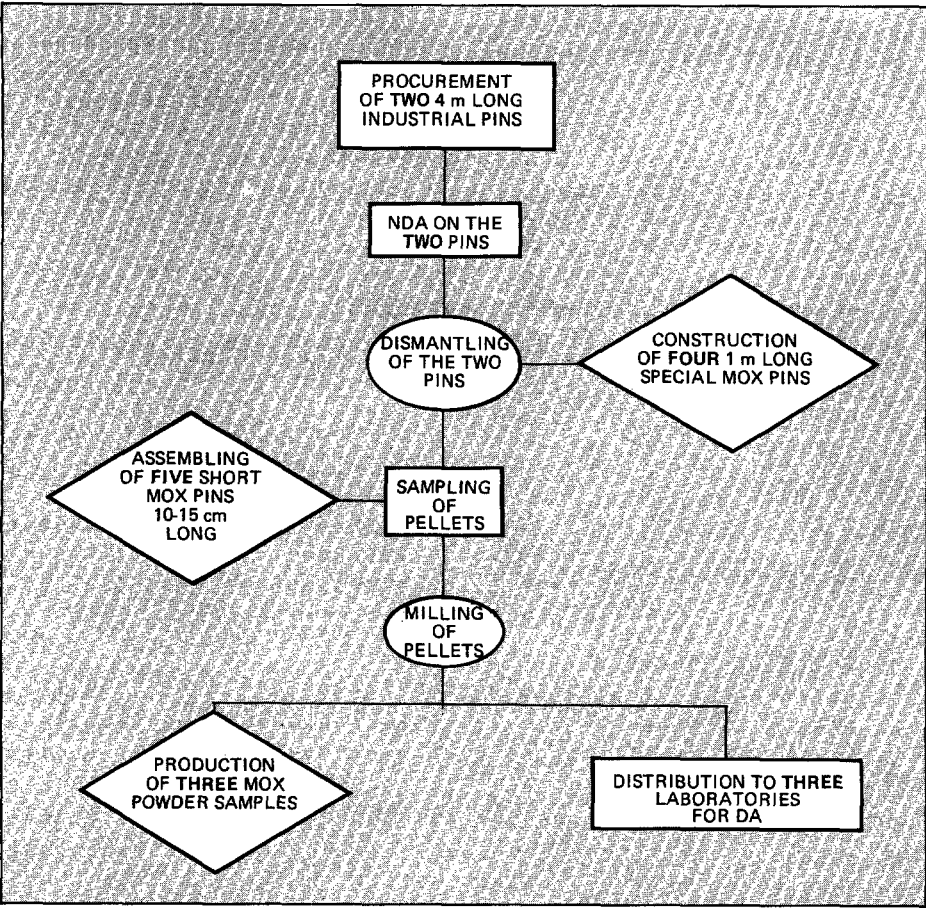 PROCUREMENT
OF TWO 4 m LONG
INDUSTRIAL PINS
NDA ON THE
TWO PINS
DISMANTLING
OF THE TWO
PINS
CONSTRUCTION
OF FOUR 1 m LONG
SPECIAL MOX PINS
ASSEMBLING
OF FIVE SHORT
MOX PINS
10-15 cm
LONG
SAMPLING
OF
PELLETS
MILLING
OF
PELLETS
PRODUCTION
OF THREE MOX
POWDER SAMPLES
DISTRIBUTION TO THREE
LABORATORIES
FOR DA